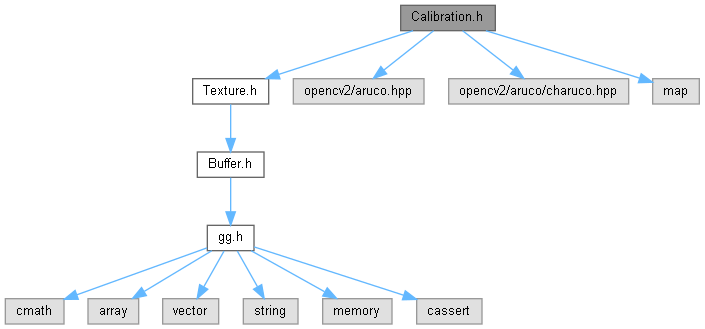 Calibration.h
Texture.h
opencv2/aruco.hpp
opencv2/aruco/charuco.hpp
map
Buffer.h
gg.h
cmath
array
vector
string
memory
cassert